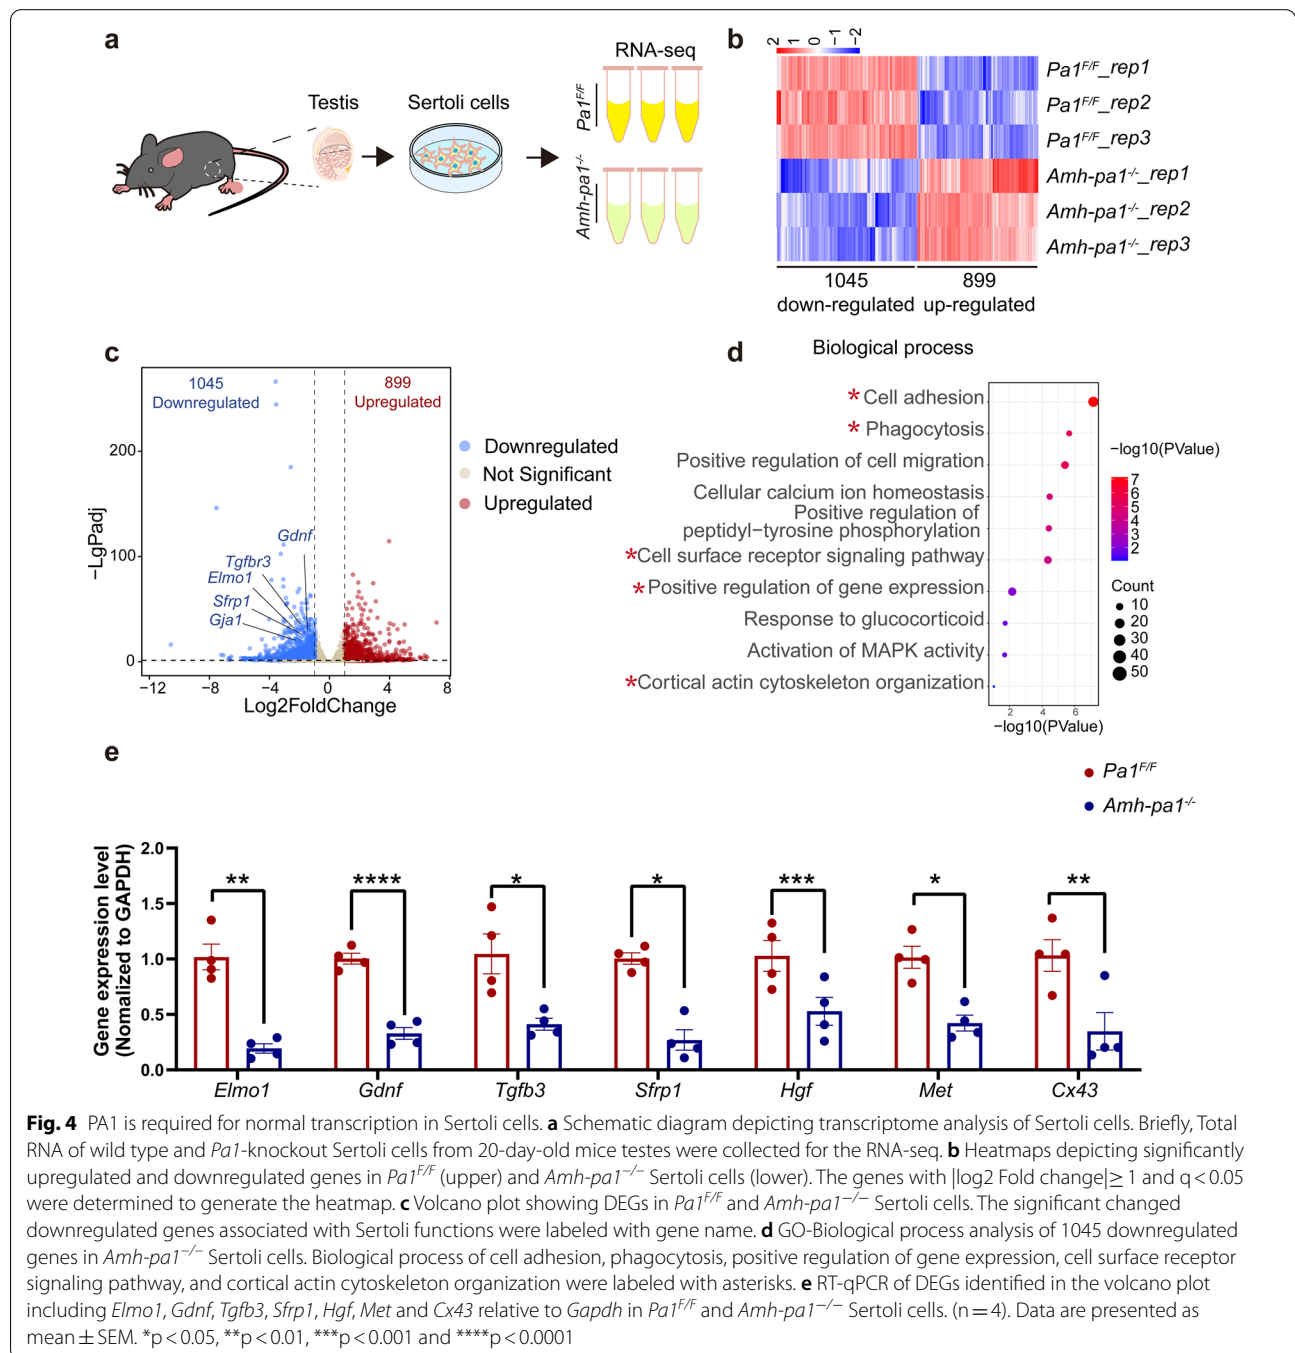 a
Testis
Sertoli cells
RNA-seq
Pa1F/F
Amh-pa1-/-
b
2 1 0 −1 −2
Pa1F/F_rep1
Pa1F/F_rep2
Pa1F/F_rep3
Amh-pa1-/-_rep1
Amh-pa1-/-_rep2
Amh-pa1-/-_rep3
1045
down-regulated
899
up-regulated
c
1045
Downregulated
899
Upregulated
−LgPadj
200
100
0
Gdnf
Tgfbr3
Elmo1
Sfrp1
Gja1
−12 −8 −4 0 4 8
Log2FoldChange
Downregulated
Not Significant
Upregulated
d
Biological process
*Cell adhesion
*Phagocytosis
Positive regulation of cell migration
Cellular calcium ion homeostasis
Positive regulation of
peptidyl−tyrosine phosphorylation
*Cell surface receptor signaling pathway
*Positive regulation of gene expression
Response to glucocorticoid
Activation of MAPK activity
*Cortical actin cytoskeleton organization
2 4 6
−log10(PValue)
−log10(PValue)
7
6
5
4
3
2
Count
10
20
30
40
50
e
Pa1F/F
Amh-pa1-/-
Gene expression level
(Nomalized to GAPDH)
2.0
1.5
1.0
0.5
0.0
** **** * * *** * **
Elmo1 Gdnf Tgfb3 Sfrp1 Hgf Met Cx43
Fig. 4 PA1 is required for normal transcription in Sertoli cells. a Schematic diagram depicting transcriptome analysis of Sertoli cells. Briefly, Total
RNA of wild type and Pa1-knockout Sertoli cells from 20-day-old mice testes were collected for the RNA-seq. b Heatmaps depicting significantly
upregulated and downregulated genes in Pa1F/F (upper) and Amh-pa1−/− Sertoli cells (lower). The genes with |log2 Fold change| ≥ 1 and q < 0.05
were determined to generate the heatmap. c Volcano plot showing DEGs in Pa1F/F and Amh-pa1−/− Sertoli cells. The significant changed
downregulated genes associated with Sertoli functions were labeled with gene name. d GO-Biological process analysis of 1045 downregulated
genes in Amh-pa1−/− Sertoli cells. Biological process of cell adhesion, phagocytosis, positive regulation of gene expression, cell surface receptor
signaling pathway, and cortical actin cytoskeleton organization were labeled with asterisks. e RT-qPCR of DEGs identified in the volcano plot
including Elmo1, Gdnf, Tgfb3, Sfrp1, Hgf, Met and Cx43 relative to Gapdh in Pa1F/F and Amh-pa1−/− Sertoli cells. (n = 4). Data are presented as
mean ± SEM. *p < 0.05, **p < 0.01, ***p < 0.001 and ****p < 0.0001